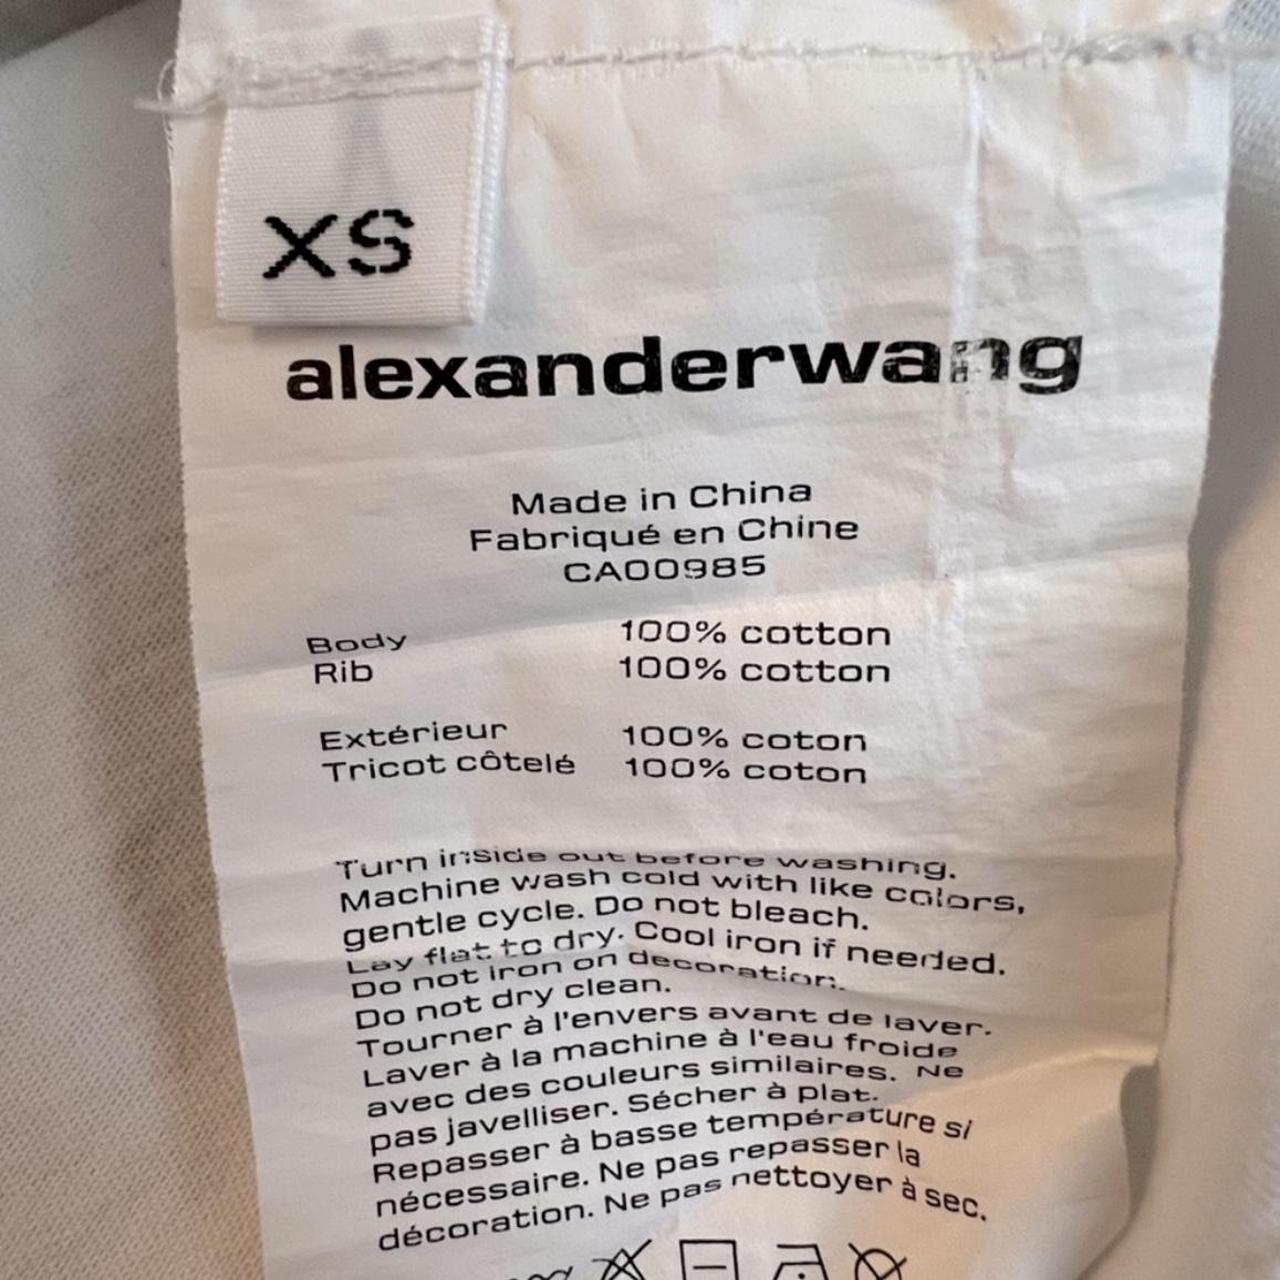 XS
alexanderwang
Made in China
Fabriqué en Chine
CA00985
Body 100% cotton
Rib 100% cotton
Extérieur 100% coton
Tricot côtelé 100% coton
Turn inside out before washing.
Machine wash cold with like colors,
gentle cycle. Do not bleach.
Lay flat to dry. Cool iron if needed.
Do not iron on decoration.
Do not dry clean.
Tourner à l'envers avant de laver.
Laver à la machine à l'eau froide
avec des couleurs similaires. Ne
pas javelliser. Sécher à plat.
Repasser à basse température si
nécessaire. Ne pas repasser la
décoration. Ne pas nettoyer à sec.